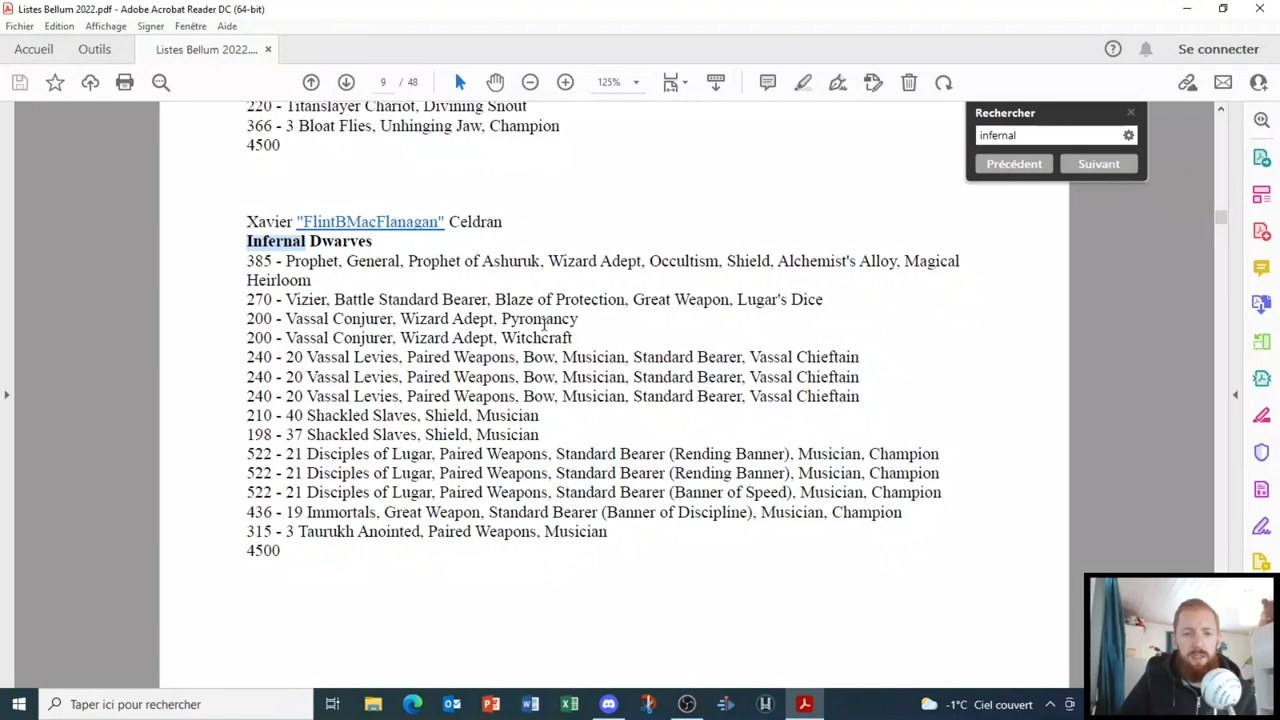 Listes Bellum 2022.pdf - Adobe Acrobat Reader DC (64-bit)
Fichier Edition Affichage Signer Fenêtre Aide
Accueil Outils Listes Bellum 2022.... × Se connecter
9 / 48 125%
Rechercher
infernal
Précédent Suivant
220 - Titanslayer Chariot, Divining Snout
366 - 3 Bloat Flies, Unhinging Jaw, Champion
4500
Xavier "FlintBMacFlanagan" Celdran
Infernal Dwarves
385 - Prophet, General, Prophet of Ashuruk, Wizard Adept, Occultism, Shield, Alchemist's Alloy, Magical
Heirloom
270 - Vizier, Battle Standard Bearer, Blaze of Protection, Great Weapon, Lugar's Dice
200 - Vassal Conjurer, Wizard Adept, Pyromancy
200 - Vassal Conjurer, Wizard Adept, Witchcraft
240 - 20 Vassal Levies, Paired Weapons, Bow, Musician, Standard Bearer, Vassal Chieftain
240 - 20 Vassal Levies, Paired Weapons, Bow, Musician, Standard Bearer, Vassal Chieftain
240 - 20 Vassal Levies, Paired Weapons, Bow, Musician, Standard Bearer, Vassal Chieftain
210 - 40 Shackled Slaves, Shield, Musician
198 - 37 Shackled Slaves, Shield, Musician
522 - 21 Disciples of Lugar, Paired Weapons, Standard Bearer (Rending Banner), Musician, Champion
522 - 21 Disciples of Lugar, Paired Weapons, Standard Bearer (Rending Banner), Musician, Champion
522 - 21 Disciples of Lugar, Paired Weapons, Standard Bearer (Banner of Speed), Musician, Champion
436 - 19 Immortals, Great Weapon, Standard Bearer (Banner of Discipline), Musician, Champion
315 - 3 Taurukh Anointed, Paired Weapons, Musician
4500
Taper ici pour rechercher
-1°C Ciel couvert